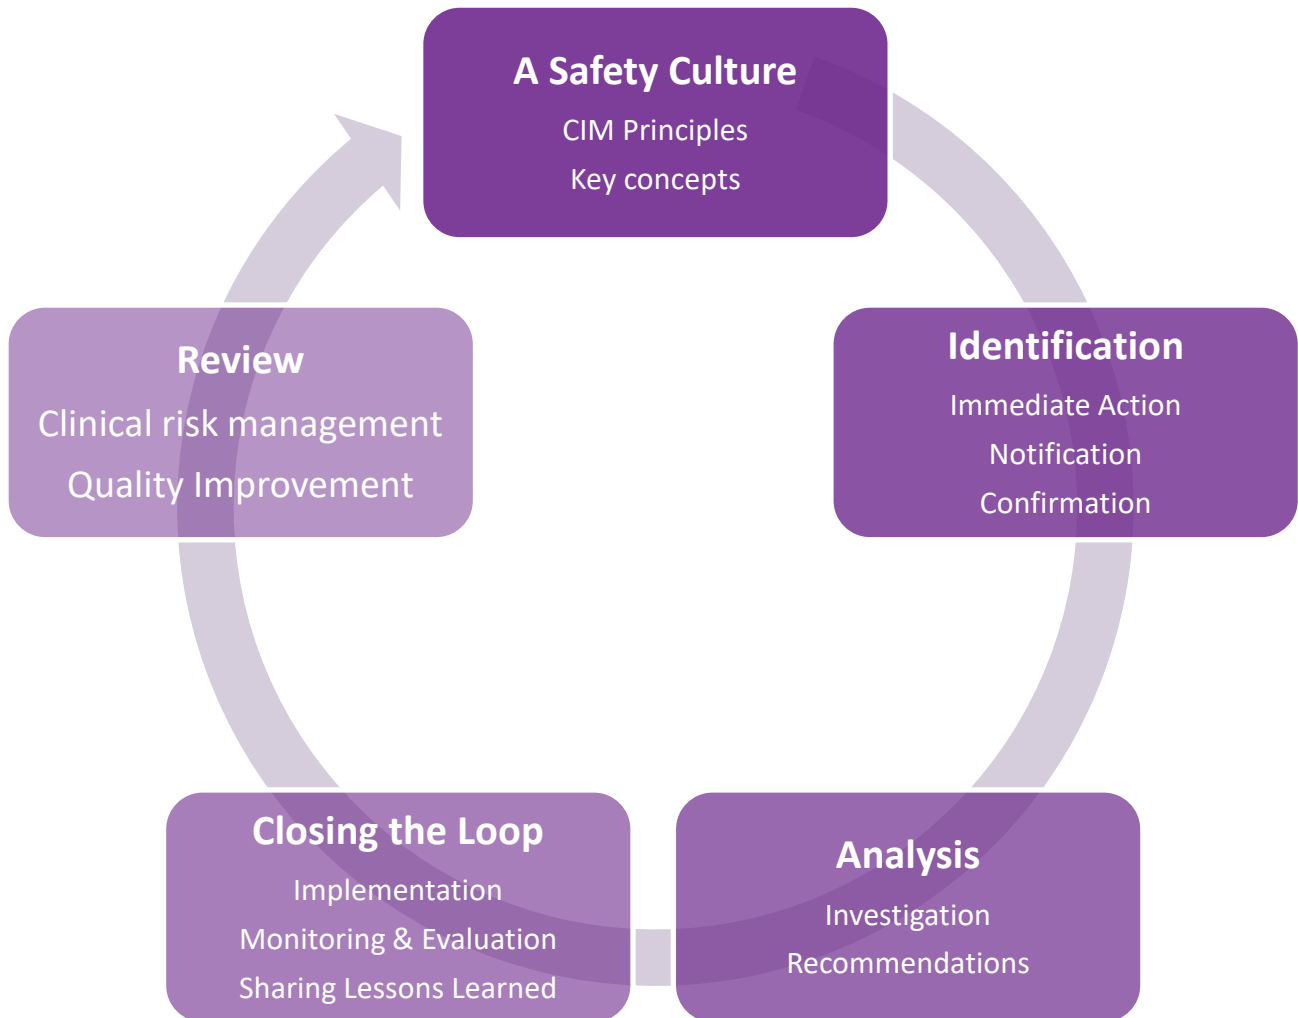 A Safety Culture
CIM Principles
Key concepts
Identification
Immediate Action
Notification
Confirmation
Analysis
Investigation
Recommendations
Closing the Loop
Implementation
Monitoring & Evaluation
Sharing Lessons Learned
Review
Clinical risk management
Quality Improvement